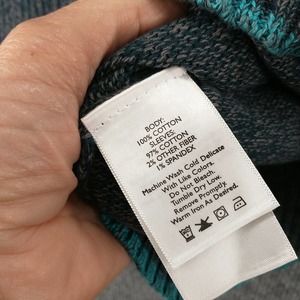 BODY:
100% COTTON
SLEEVES:
97% COTTON
2% OTHER FIBER
1% SPANDEX
Machine Wash Cold Delicate
With Like Colors.
Do Not Bleach.
Tumble Dry Low.
Remove Promptly.
Warm Iron As Desired.